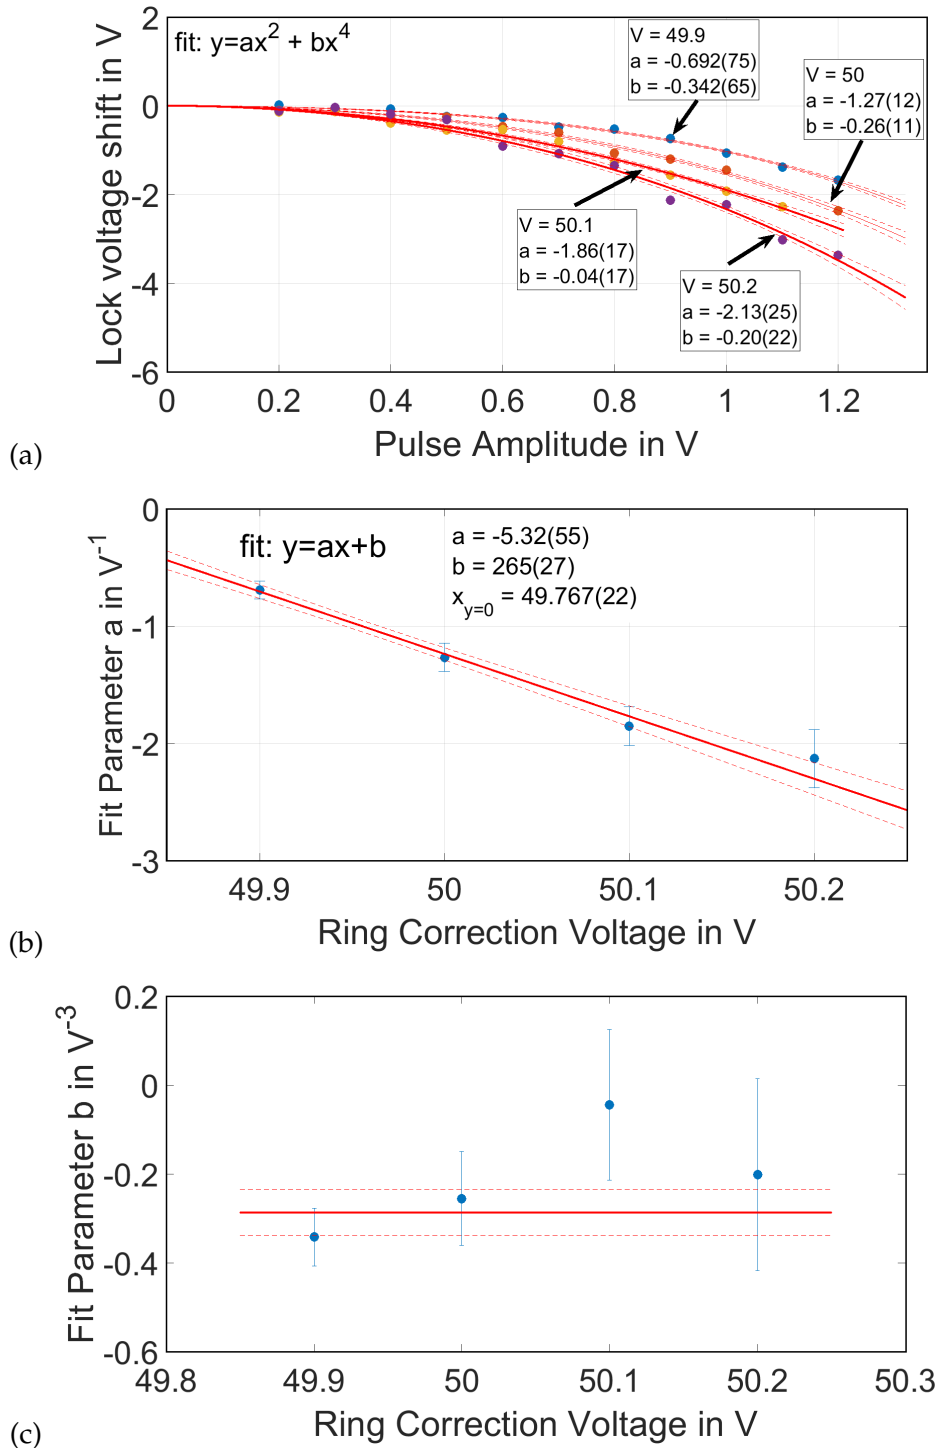 fit: y=ax2 + bx4
V = 49.9
a = -0.692(75)
b = -0.342(65)
V = 50
a = -1.27(12)
b = -0.26(11)
V = 50.1
a = -1.86(17)
b = -0.04(17)
V = 50.2
a = -2.13(25)
b = -0.20(22)
Lock voltage shift in V
2
0
-2
-4
-6
0 0.2 0.4 0.6 0.8 1 1.2
Pulse Amplitude in V
(a)
fit: y=ax+b
a = -5.32(55)
b = 265(27)
xy=0 = 49.767(22)
Fit Parameter a in V-1
0
-1
-2
-3
49.9 50 50.1 50.2
Ring Correction Voltage in V
(b)
Fit Parameter b in V-3
0.2
0
-0.2
-0.4
-0.6
49.8 49.9 50 50.1 50.2 50.3
Ring Correction Voltage in V
(c)